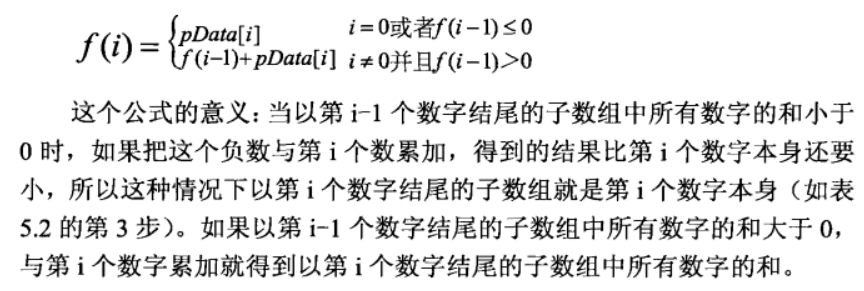 f(i) = { pData[i] i = 0或者f(i−1) ≤ 0
f(i−1)+pData[i] i ≠ 0并且f(i−1)>0
这个公式的意义：当以第 i-1 个数字结尾的子数组中所有数字的和小于
0 时，如果把这个负数与第 i 个数累加，得到的结果比第 i 个数字本身还要
小，所以这种情况下以第 i 个数字结尾的子数组就是第 i 个数字本身（如表
5.2 的第 3 步）。如果以第 i-1 个数字结尾的子数组中所有数字的和大于 0，
与第 i 个数字累加就得到以第 i 个数字结尾的子数组中所有数字的和。